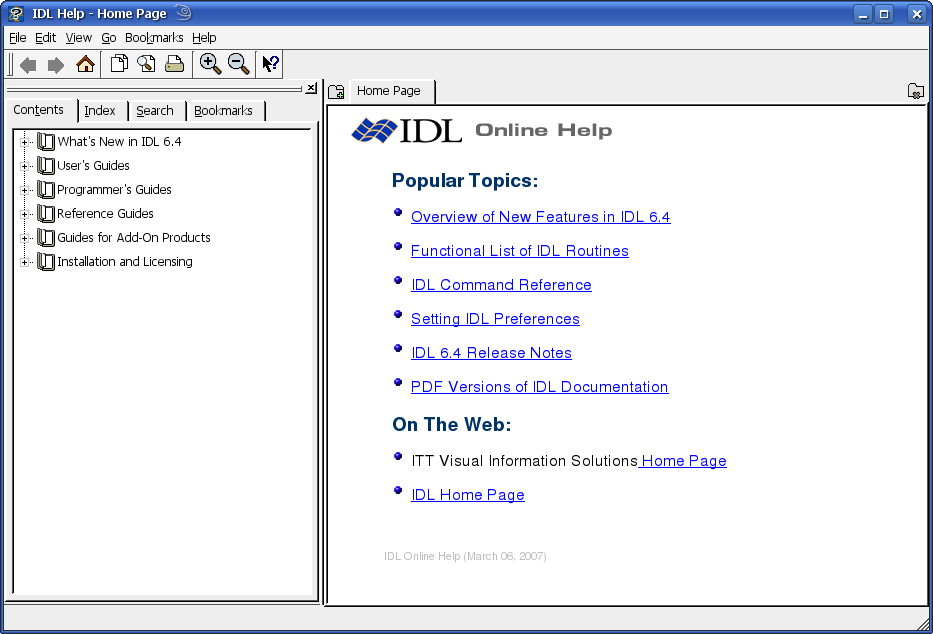 IDL Help - Home Page
File Edit View Go Bookmarks Help
Contents Index Search Bookmarks
What's New in IDL 6.4
User's Guides
Programmer's Guides
Reference Guides
Guides for Add-On Products
Installation and Licensing
Home Page
IDL Online Help
Popular Topics:
Overview of New Features in IDL 6.4
Functional List of IDL Routines
IDL Command Reference
Setting IDL Preferences
IDL 6.4 Release Notes
PDF Versions of IDL Documentation
On The Web:
ITT Visual Information Solutions Home Page
IDL Home Page
IDL Online Help (March 06, 2007)